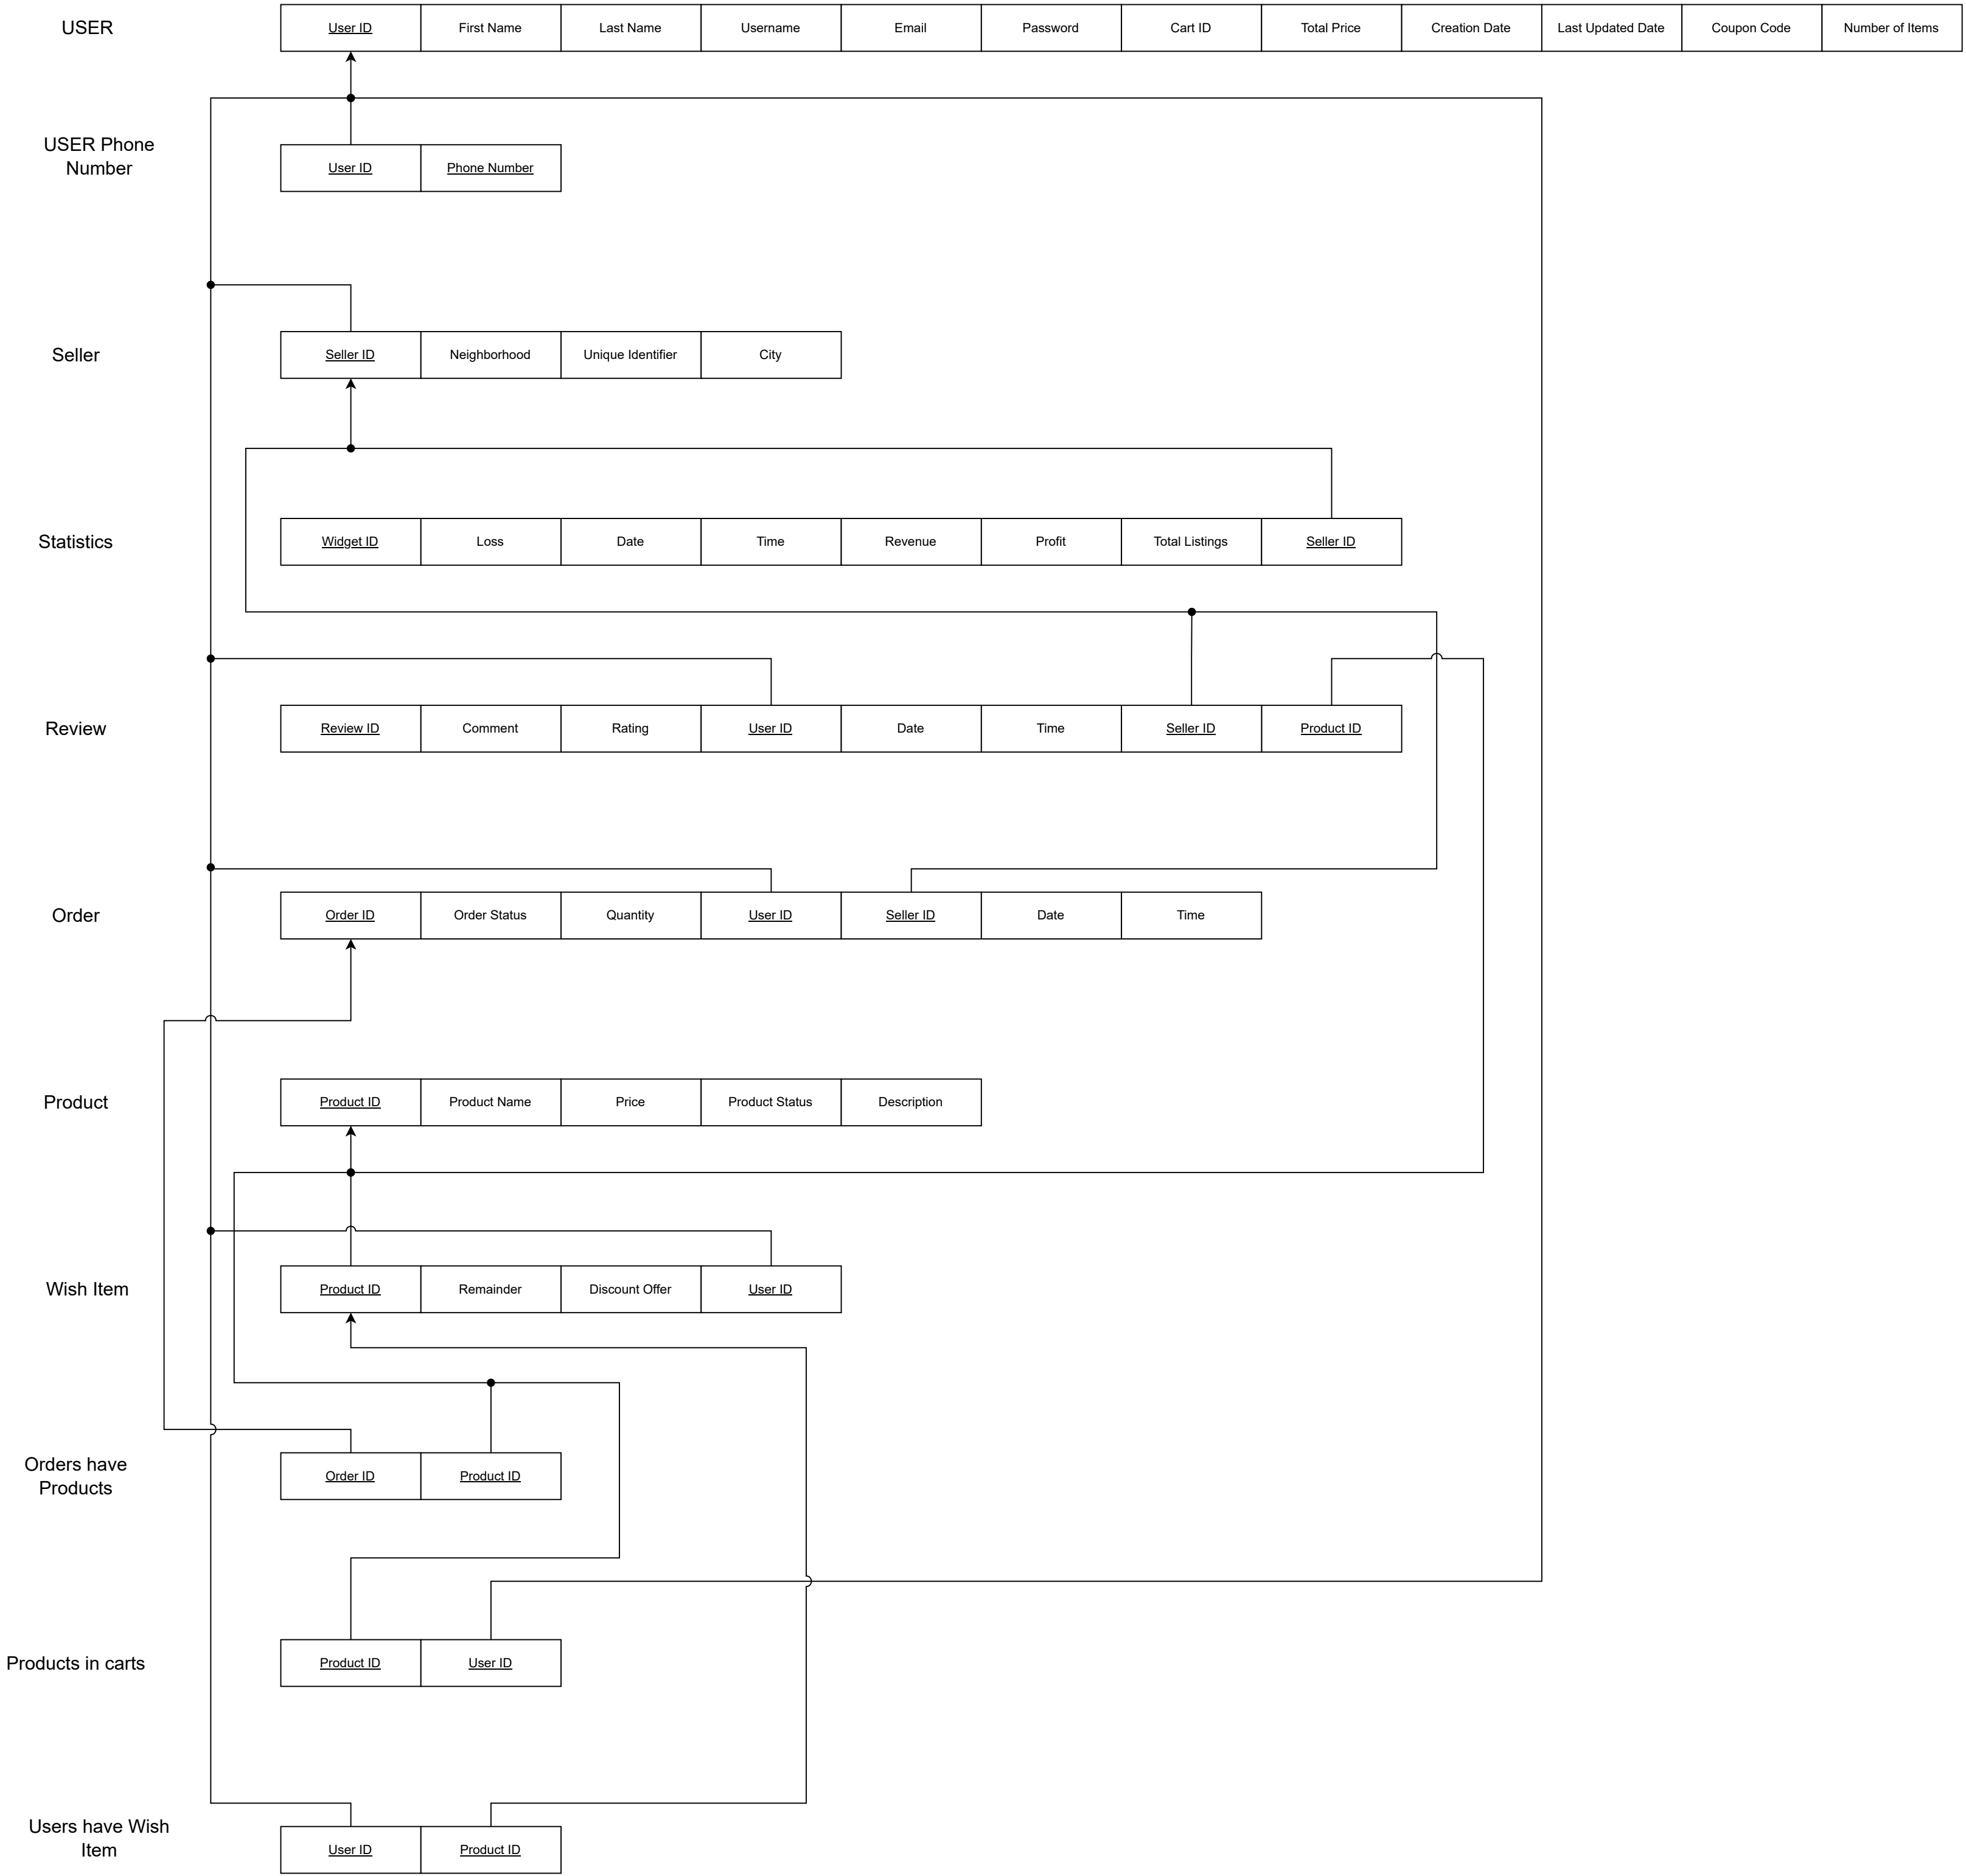 USER
User ID
First Name
Last Name
Username
Email
Password
Cart ID
Total Price
Creation Date
Last Updated Date
Coupon Code
Number of Items
USER Phone
Number
User ID
Phone Number
Seller
Seller ID
Neighborhood
Unique Identifier
City
Statistics
Widget ID
Loss
Date
Time
Revenue
Profit
Total Listings
Seller ID
Review
Review ID
Comment
Rating
User ID
Date
Time
Seller ID
Product ID
Order
Order ID
Order Status
Quantity
User ID
Seller ID
Date
Time
Product
Product ID
Product Name
Price
Product Status
Description
Wish Item
Product ID
Remainder
Discount Offer
User ID
Orders have
Products
Order ID
Product ID
Products in carts
Product ID
User ID
Users have Wish
Item
User ID
Product ID